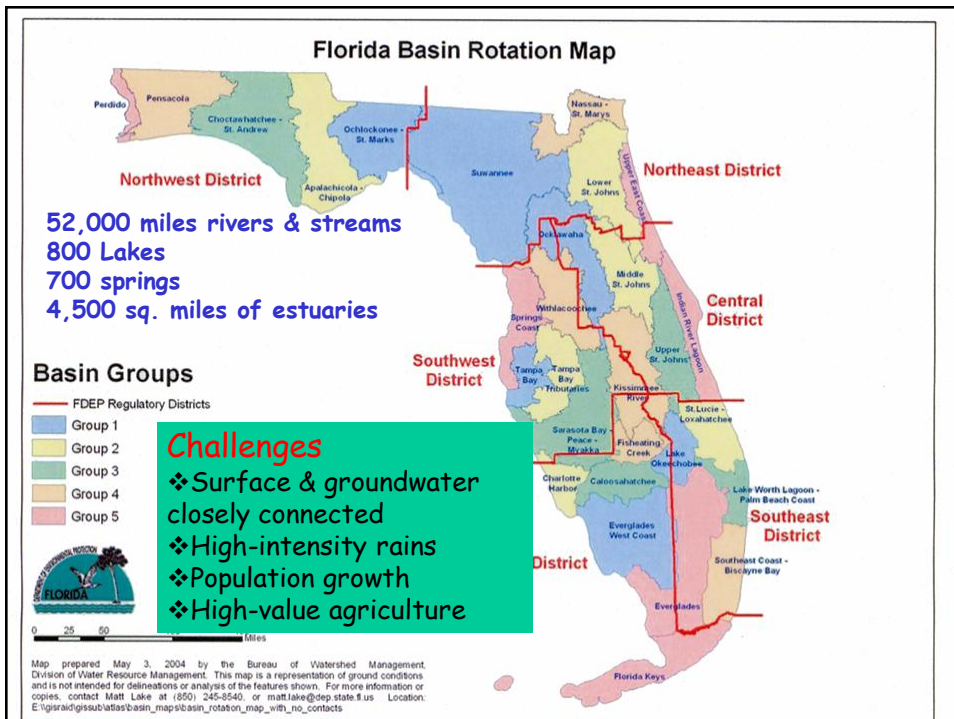 Florida Basin Rotation Map
Perdido
Pensacola
Choctawhatchee -
St. Andrew
Ochlockonee -
St. Marks
Apalachicola -
Chipola
Northwest District
Suwannee
Nassau -
St. Marys
Lower
St. Johns
Upper East Coast
Northeast District
52,000 miles rivers & streams
800 Lakes
700 springs
4,500 sq. miles of estuaries
Ocklawaha
Middle
St. Johns
Withlacoochee
Springs
Coast
Indian River Lagoon
Central
District
Upper
St. Johns
Southwest
District
Tampa
Bay
Tampa
Bay
Tributaries
Kissimmee
River
St.Lucie -
Loxahatchee
Sarasota Bay -
Peace -
Myakka
Fisheating
Creek
Lake
Okeechobee
Charlotte
Harbor
Caloosahatchee
Lake Worth Lagoon -
Palm Beach Coast
Southeast
District
Everglades
West Coast
District
Southeast Coast -
Biscayne Bay
Everglades
Florida Keys
Basin Groups
FDEP Regulatory Districts
Group 1
Group 2
Group 3
Group 4
Group 5
Challenges
❖Surface & groundwater
closely connected
❖High-intensity rains
❖Population growth
❖High-value agriculture
DEPARTMENT OF ENVIRONMENTAL PROTECTION
FLORIDA
0 25 50 Miles
Map prepared May 3, 2004 by the Bureau of Watershed Management,
Division of Water Resource Management. This map is a representation of ground conditions
and is not intended for delineations or analysis of the features shown. For more information or
copies, contact Matt Lake at (850) 245-8540, or matt.lake@dep.state.fl.us Location:
E:\\gisraid\gissub\atlas\basin_maps\basin_rotation_map_with_no_contacts